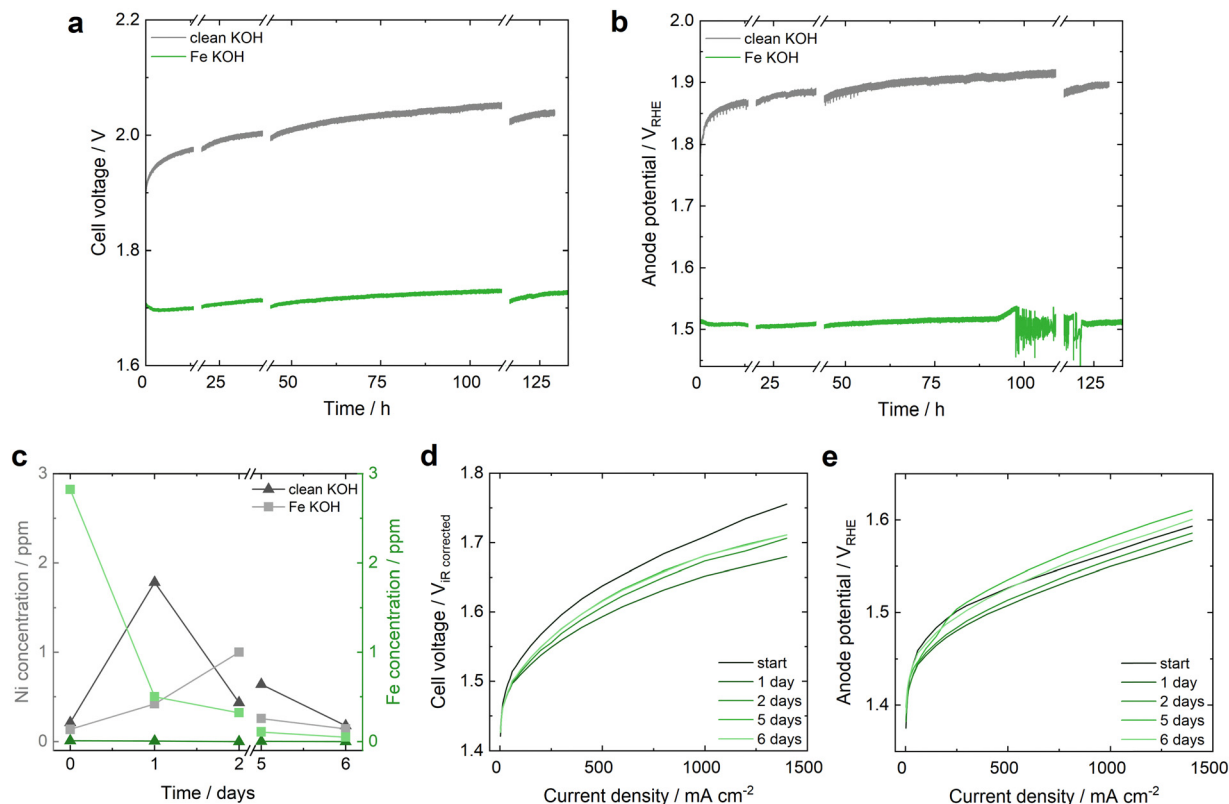 a
clean KOH
Fe KOH
2.2
2.0
1.8
1.6
Cell voltage / V
0
25
50
75
100
125
Time / h
b
clean KOH
Fe KOH
2.0
1.9
1.8
1.7
1.6
1.5
Anode potential / V_RHE
0
25
50
75
100
125
Time / h
c
clean KOH
Fe KOH
3
2
1
0
Ni concentration / ppm
3
2
1
0
Fe concentration / ppm
0
1
2
5
6
Time / days
d
1.8
1.7
1.6
1.5
1.4
Cell voltage / V_iR corrected
start
1 day
2 days
5 days
6 days
0
500
1000
1500
Current density / mA cm⁻²
e
1.6
1.5
1.4
Anode potential / V_RHE
start
1 day
2 days
5 days
6 days
0
500
1000
1500
Current density / mA cm⁻²